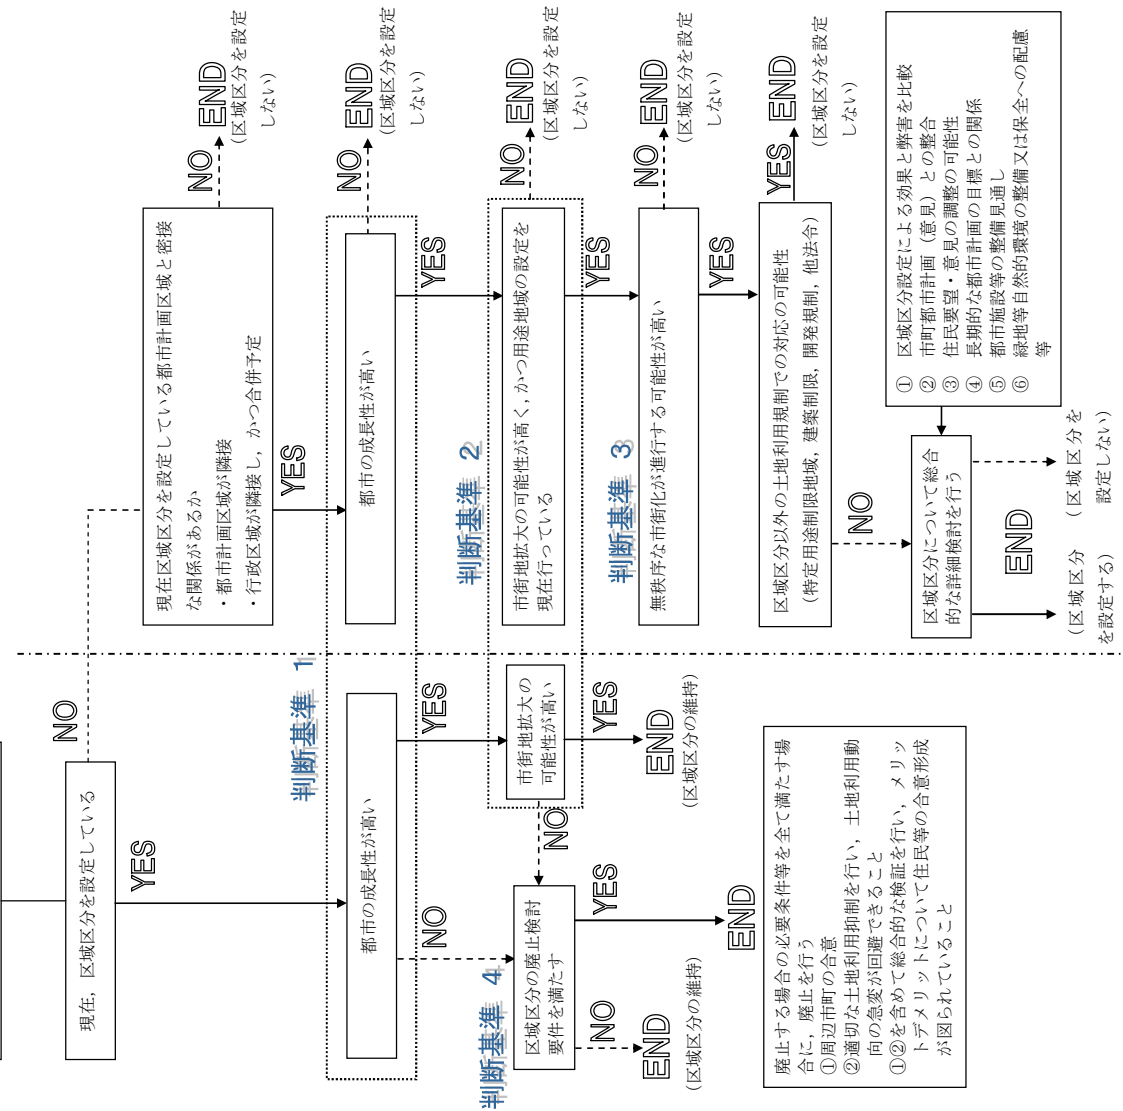 現在，区域区分を設定している
NO
YES
現在区域区分を設定している都市計画区域と密接
な関係があるか
・都市計画区域が隣接
・行政区域が隣接し，かつ合併予定
NO
END
（区域区分を設定
しない）
YES
判断基準 1
都市の成長性が高い
都市の成長性が高い
NO
END
（区域区分を設定
しない）
NO
YES
YES
判断基準 2
市街地拡大の
可能性が高い
市街地拡大の可能性が高く，かつ用途地域の設定を
現在行っている
NO
END
（区域区分を設定
しない）
NO
YES
END
（区域区分の維持）
YES
判断基準 4
区域区分の廃止検討
要件を満たす
NO
END
（区域区分の維持）
YES
END
判断基準 3
無秩序な市街化が進行する可能性が高い
NO
END
（区域区分を設定
しない）
YES
区域区分以外の土地利用規制での対応の可能性
（特定用途制限地域，建築制限，開発規制，他法令）
YES
END
（区域区分を設定
しない）
NO
廃止する場合の必要条件等を全て満たす場
合に，廃止を行う
①周辺市町の合意
②適切な土地利用抑制を行い，土地利用動
向の急変が回避できること
①②を含めて総合的な検証を行い，メリッ
トデメリットについて住民等の合意形成
が図られていること
① 区域区分設定による効果と弊害を比較
② 市町都市計画（意見）との整合
③ 住民要望・意見の調整の可能性
④ 長期的な都市計画の目標との関係
⑤ 都市施設等の整備見通し
⑥ 緑地等自然的環境の整備又は保全への配慮
等
区域区分について総合
的な詳細検討を行う
END
（区域区分
を設定する）
（区域区分を
設定しない）